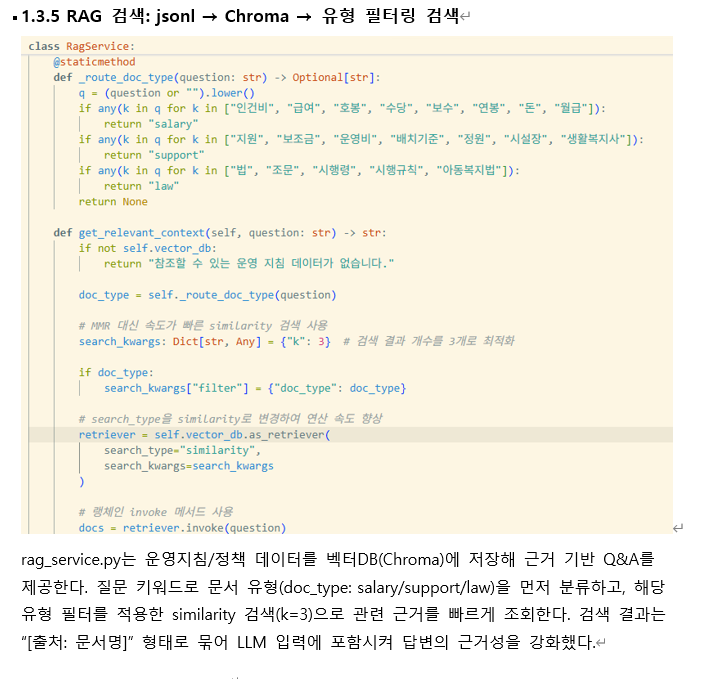 ▪1.3.5 RAG 검색: jsonl → Chroma → 유형 필터링 검색↵
class RagService:
    @staticmethod
    def _route_doc_type(question: str) -> Optional[str]:
        q = (question or "").lower()
        if any(k in q for k in ["인건비", "급여", "호봉", "수당", "보수", "연봉", "돈", "월급"]):
            return "salary"
        if any(k in q for k in ["지원", "보조금", "운영비", "배치기준", "정원", "시설장", "생활복지사"]):
            return "support"
        if any(k in q for k in ["법", "조문", "시행령", "시행규칙", "아동복지법"]):
            return "law"
        return None
    def get_relevant_context(self, question: str) -> str:
        if not self.vector_db:
            return "참조할 수 있는 운영 지침 데이터가 없습니다."
        doc_type = self._route_doc_type(question)
        # MMR 대신 속도가 빠른 similarity 검색 사용
        search_kwargs: Dict[str, Any] = {"k": 3}  # 검색 결과 개수를 3개로 최적화
        if doc_type:
            search_kwargs["filter"] = {"doc_type": doc_type}
        # search_type을 similarity로 변경하여 연산 속도 향상
        retriever = self.vector_db.as_retriever(
            search_type="similarity",
            search_kwargs=search_kwargs
        )
        # 랭체인 invoke 메서드 사용
        docs = retriever.invoke(question)
↵
rag_service.py는 운영지침/정책 데이터를 벡터DB(Chroma)에 저장해 근거 기반 Q&A를
제공한다. 질문 키워드로 문서 유형(doc_type: salary/support/law)을 먼저 분류하고, 해당
유형 필터를 적용한 similarity 검색(k=3)으로 관련 근거를 빠르게 조회한다. 검색 결과는
“[출처: 문서명]” 형태로 묶어 LLM 입력에 포함시켜 답변의 근거성을 강화했다.↵